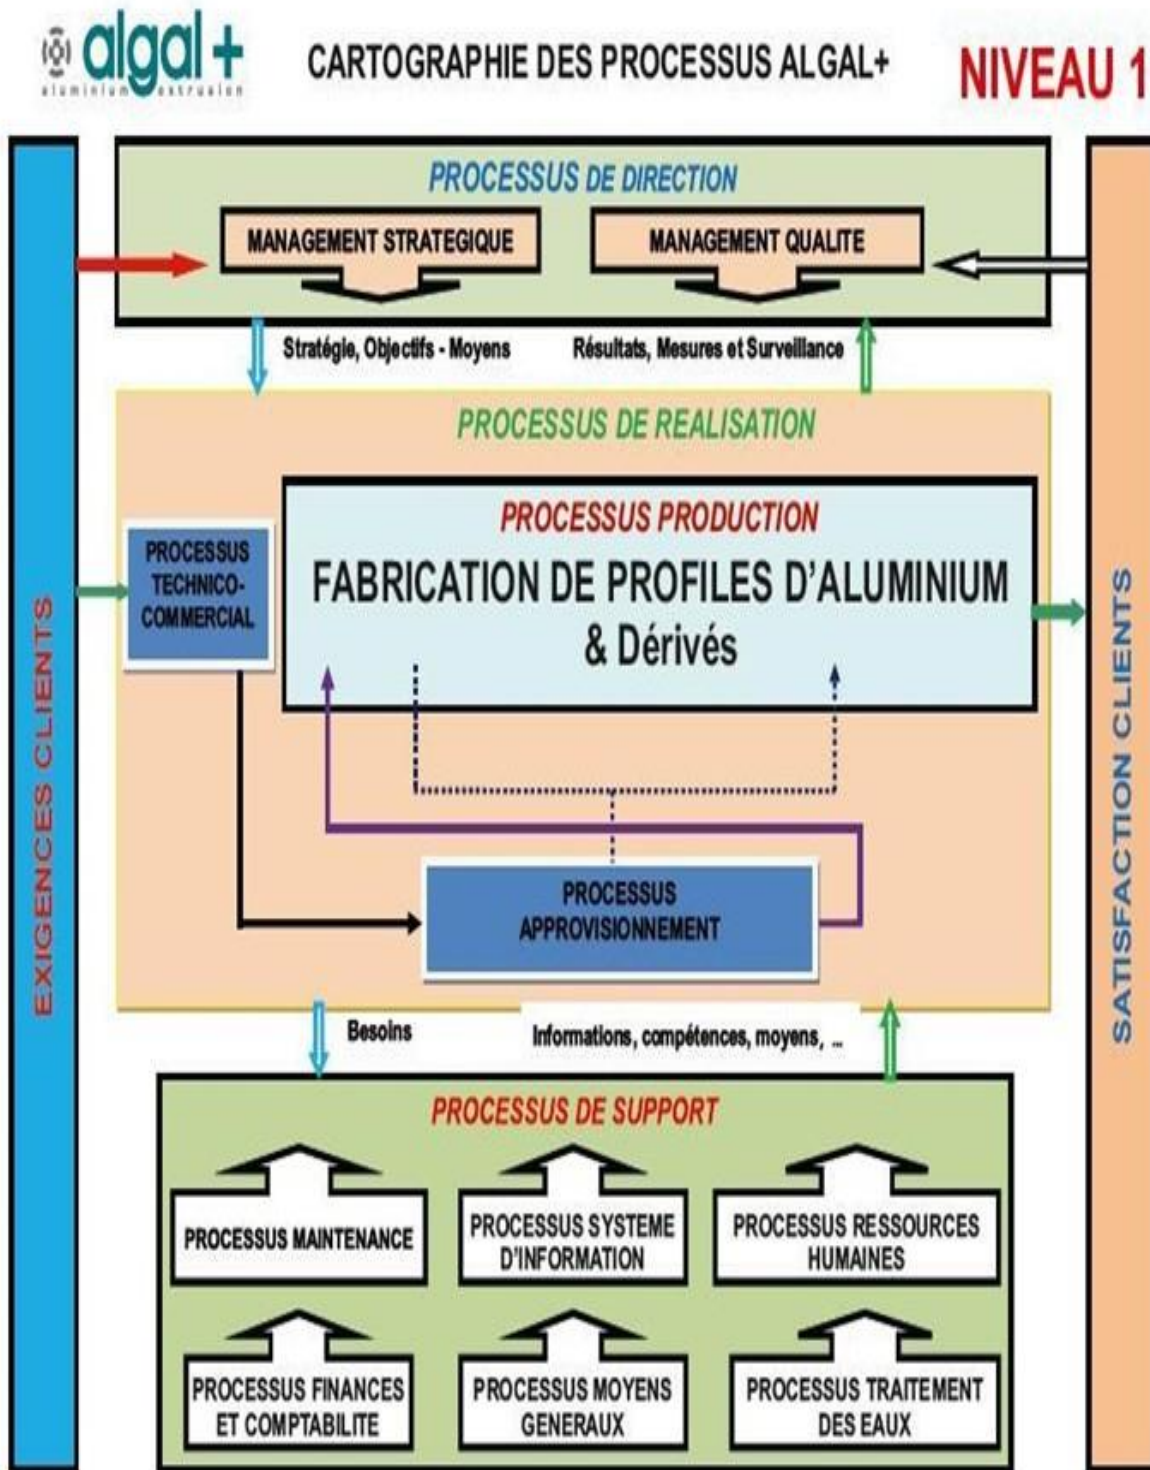 algal+
aluminium extrusion
CARTOGRAPHIE DES PROCESSUS ALGAL+
NIVEAU 1
EXIGENCES CLIENTS
PROCESSUS DE DIRECTION
MANAGEMENT STRATEGIQUE
MANAGEMENT QUALITE
Stratégie, Objectifs - Moyens
Résultats, Mesures et Surveillance
PROCESSUS DE REALISATION
PROCESSUS PRODUCTION
FABRICATION DE PROFILES D'ALUMINIUM
& Dérivés
PROCESSUS
TECHNICO-
COMMERCIAL
PROCESSUS
APPROVISIONNEMENT
Besoins
Informations, compétences, moyens, ...
PROCESSUS DE SUPPORT
PROCESSUS MAINTENANCE
PROCESSUS SYSTEME
D'INFORMATION
PROCESSUS RESSOURCES
HUMAINES
PROCESSUS FINANCES
ET COMPTABILITE
PROCESSUS MOYENS
GENERAUX
PROCESSUS TRAITEMENT
DES EAUX
SATISFACTION CLIENTS